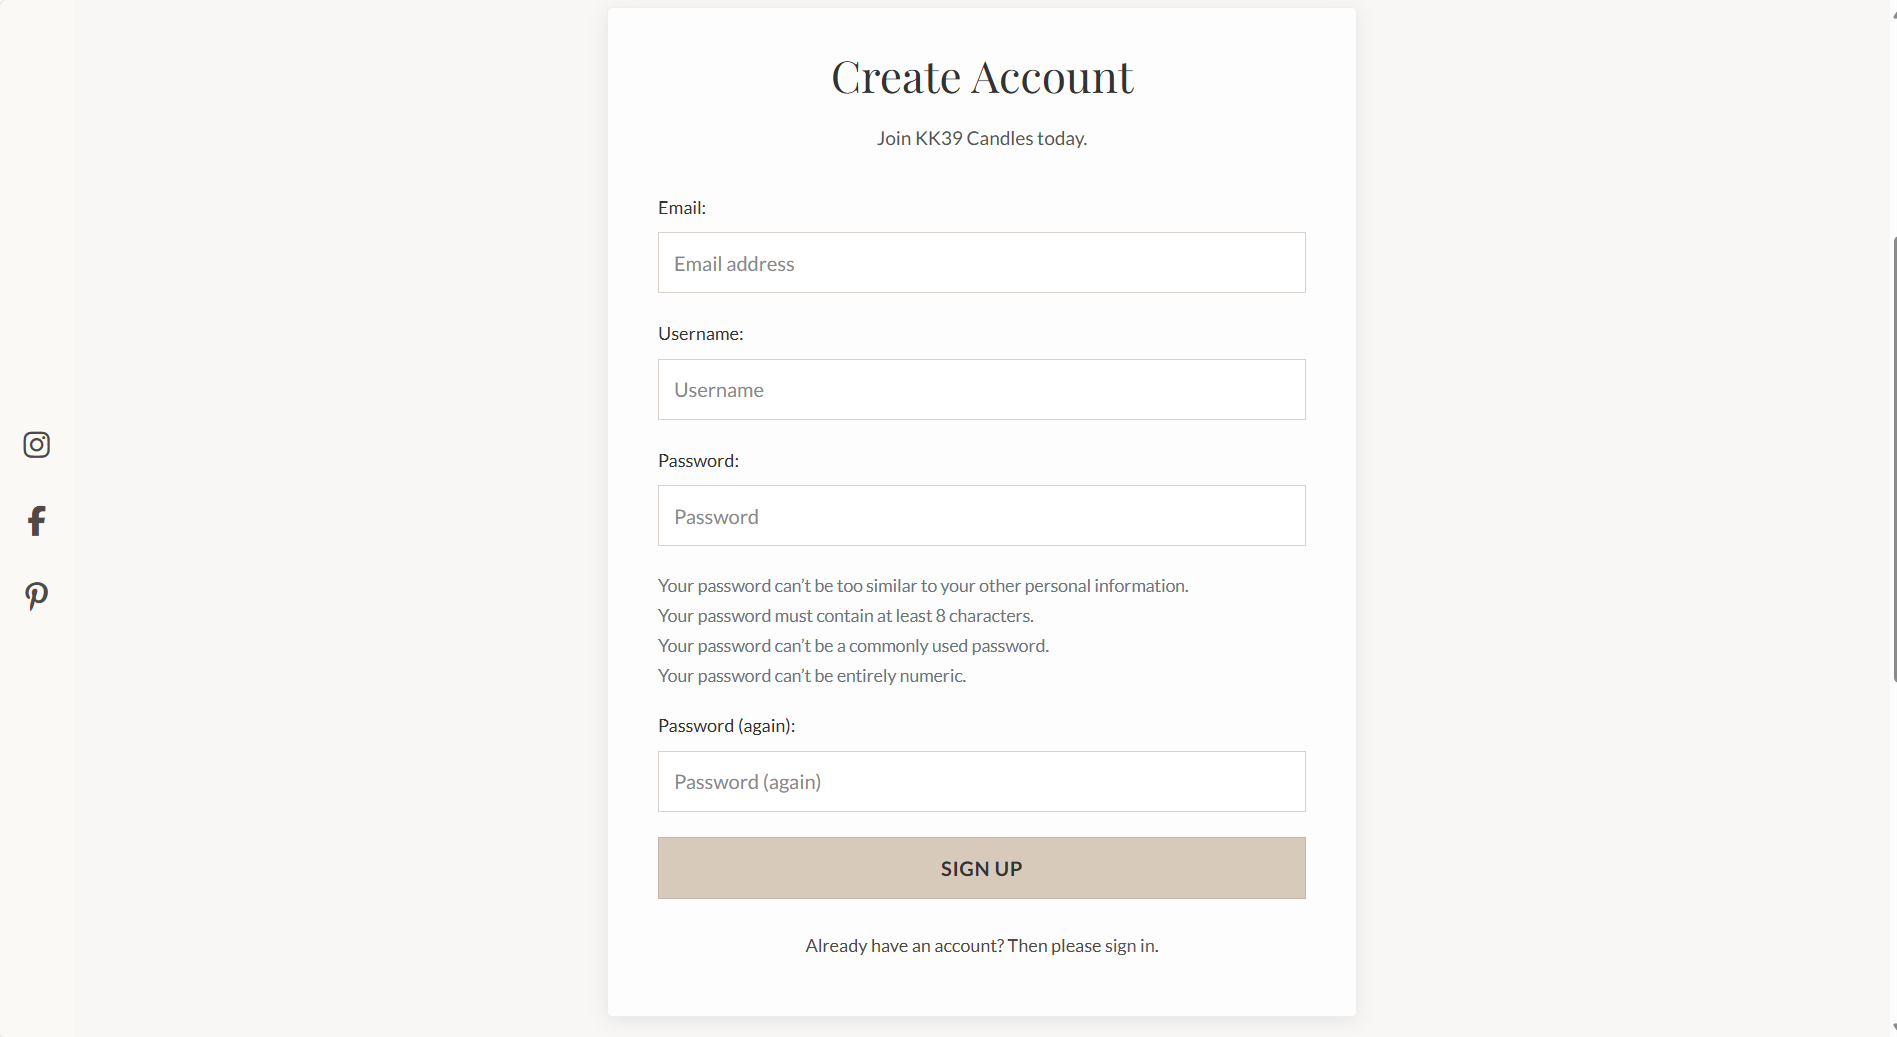 Create Account
Join KK39 Candles today.
Email:
Email address
Username:
Username
Password:
Password
Your password can’t be too similar to your other personal information.
Your password must contain at least 8 characters.
Your password can’t be a commonly used password.
Your password can’t be entirely numeric.
Password (again):
Password (again)
SIGN UP
Already have an account? Then please sign in.